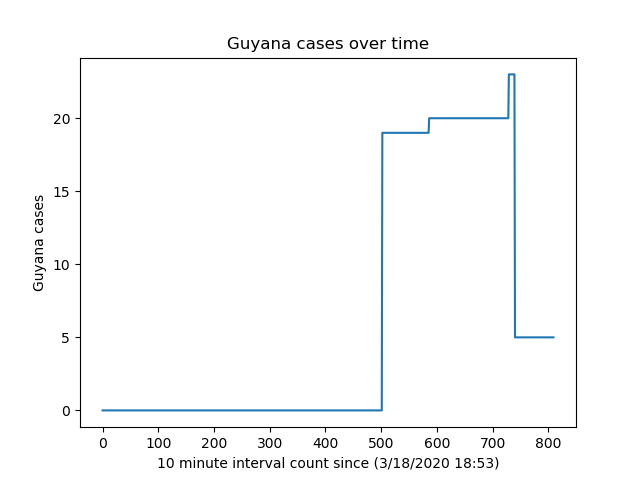 Guyana cases over time
Guyana cases
20
15
10
5
0
0 100 200 300 400 500 600 700 800
10 minute interval count since (3/18/2020 18:53)